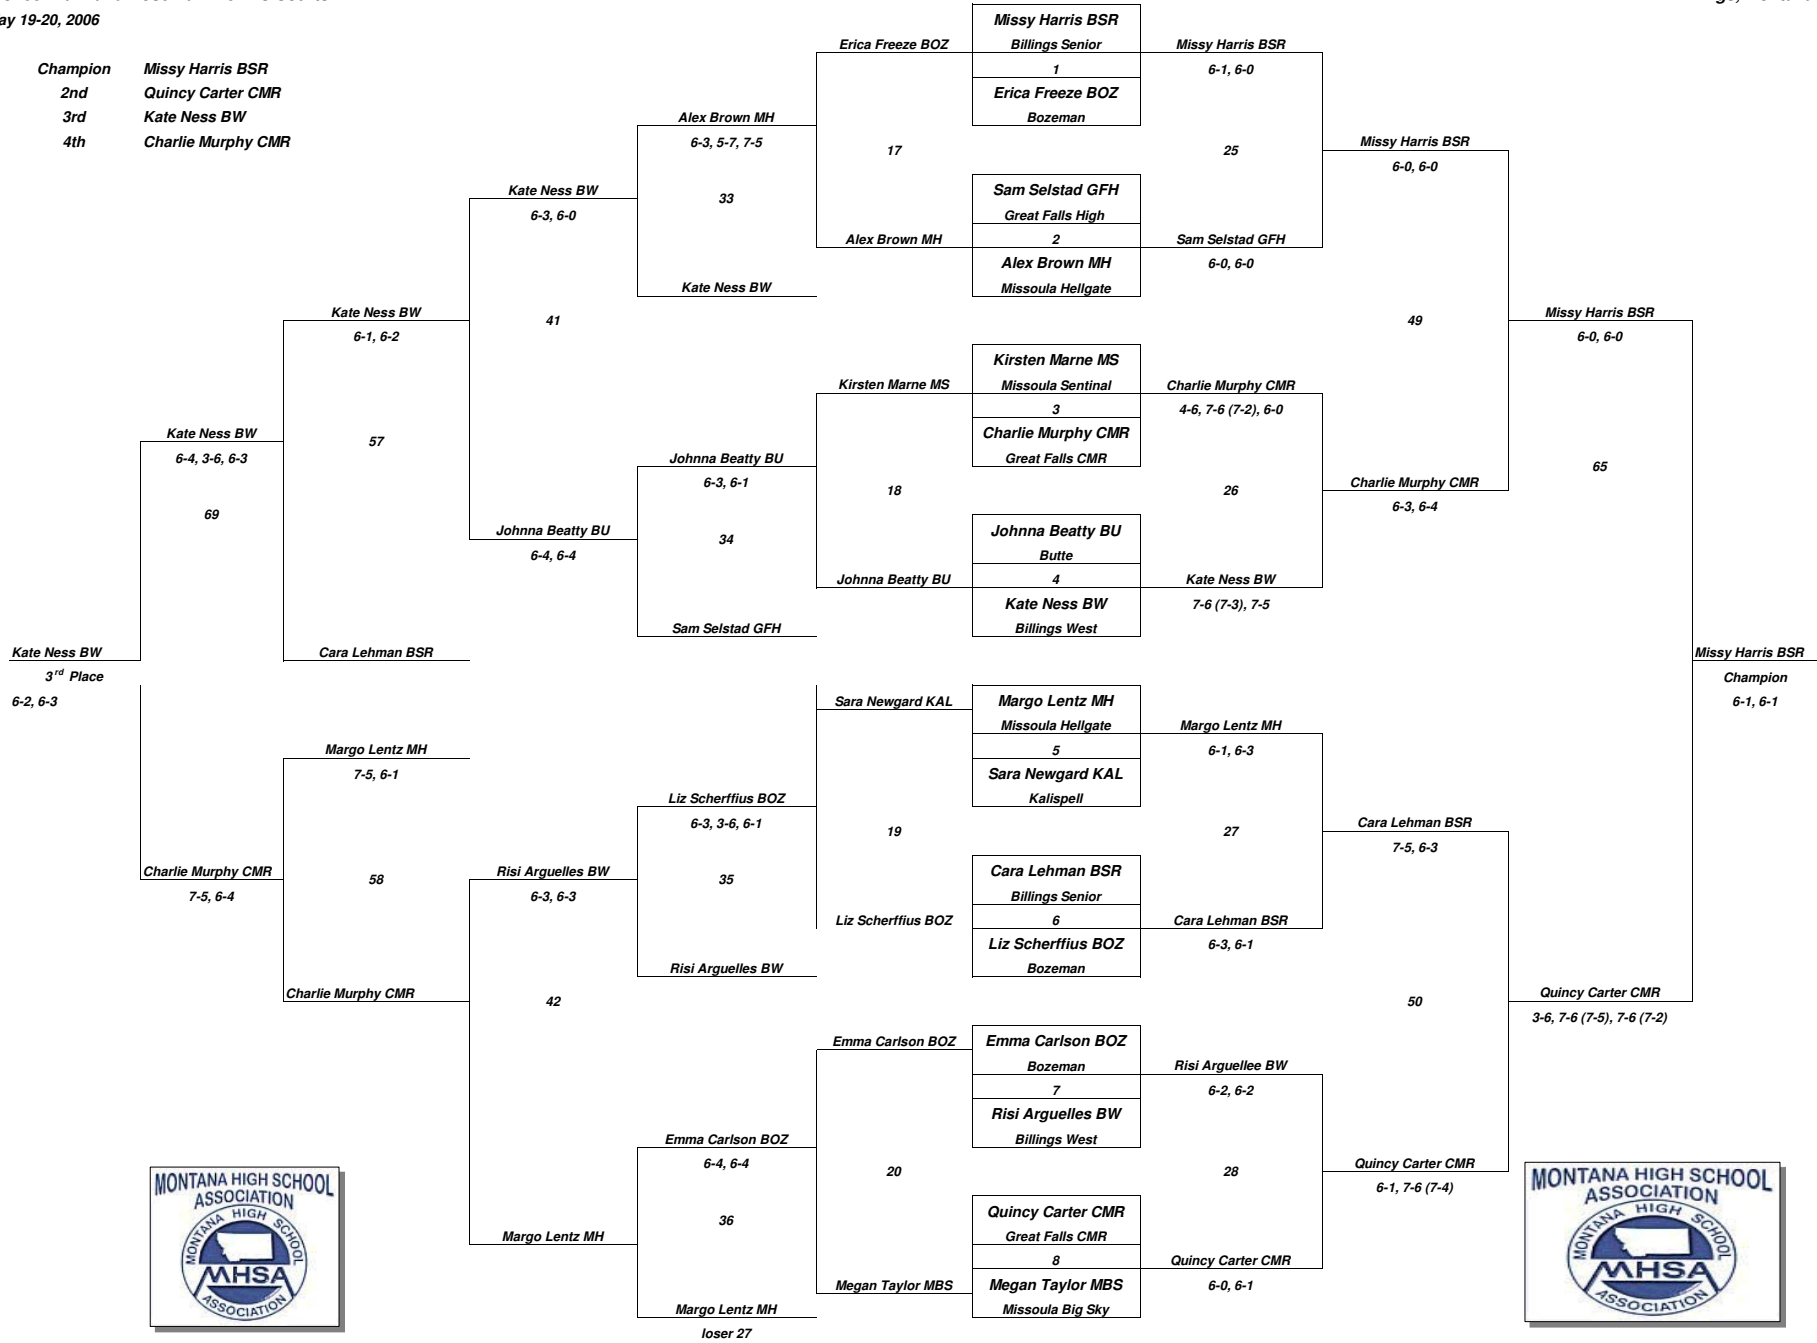 ay 19-20, 2006
Champion Missy Harris BSR
2nd Quincy Carter CMR
3rd Kate Ness BW
4th Charlie Murphy CMR
Kate Ness BW
3rd Place
6-2, 6-3
Kate Ness BW
6-4, 3-6, 6-3
69
Charlie Murphy CMR
7-5, 6-4
Kate Ness BW
6-1, 6-2
57
Cara Lehman BSR
Margo Lentz MH
7-5, 6-1
58
Charlie Murphy CMR
Kate Ness BW
6-3, 6-0
41
Johnna Beatty BU
6-4, 6-4
Risi Arguelles BW
6-3, 6-3
42
Margo Lentz MH
Alex Brown MH
6-3, 5-7, 7-5
33
Kate Ness BW
Johnna Beatty BU
6-3, 6-1
34
Sam Selstad GFH
Liz Scherffius BOZ
6-3, 3-6, 6-1
35
Risi Arguelles BW
Emma Carlson BOZ
6-4, 6-4
36
Margo Lentz MH
loser 27
Erica Freeze BOZ
17
Alex Brown MH
Kirsten Marne MS
18
Johnna Beatty BU
Sara Newgard KAL
19
Liz Scherffius BOZ
Emma Carlson BOZ
20
Megan Taylor MBS
Missy Harris BSR
Billings Senior
1
Erica Freeze BOZ
Bozeman
Sam Selstad GFH
Great Falls High
2
Alex Brown MH
Missoula Hellgate
Kirsten Marne MS
Missoula Sentinal
3
Charlie Murphy CMR
Great Falls CMR
Johnna Beatty BU
Butte
4
Kate Ness BW
Billings West
Margo Lentz MH
Missoula Hellgate
5
Sara Newgard KAL
Kalispell
Cara Lehman BSR
Billings Senior
6
Liz Scherffius BOZ
Bozeman
Emma Carlson BOZ
Bozeman
7
Risi Arguelles BW
Billings West
Quincy Carter CMR
Great Falls CMR
8
Megan Taylor MBS
Missoula Big Sky
Missy Harris BSR
6-1, 6-0
25
Sam Selstad GFH
6-0, 6-0
Charlie Murphy CMR
4-6, 7-6 (7-2), 6-0
26
Kate Ness BW
7-6 (7-3), 7-5
Margo Lentz MH
6-1, 6-3
27
Cara Lehman BSR
6-3, 6-1
Risi Arguellee BW
6-2, 6-2
28
Quincy Carter CMR
6-0, 6-1
Missy Harris BSR
6-0, 6-0
49
Charlie Murphy CMR
6-3, 6-4
Cara Lehman BSR
7-5, 6-3
50
Quincy Carter CMR
6-1, 7-6 (7-4)
Missy Harris BSR
6-0, 6-0
65
Quincy Carter CMR
3-6, 7-6 (7-5), 7-6 (7-2)
Missy Harris BSR
Champion
6-1, 6-1
MONTANA HIGH SCHOOL
ASSOCIATION
MONTANA HIGH SCHOOL
MHSA
ASSOCIATION
MONTANA HIGH SCHOOL
ASSOCIATION
MONTANA HIGH SCHOOL
MHSA
ASSOCIATION